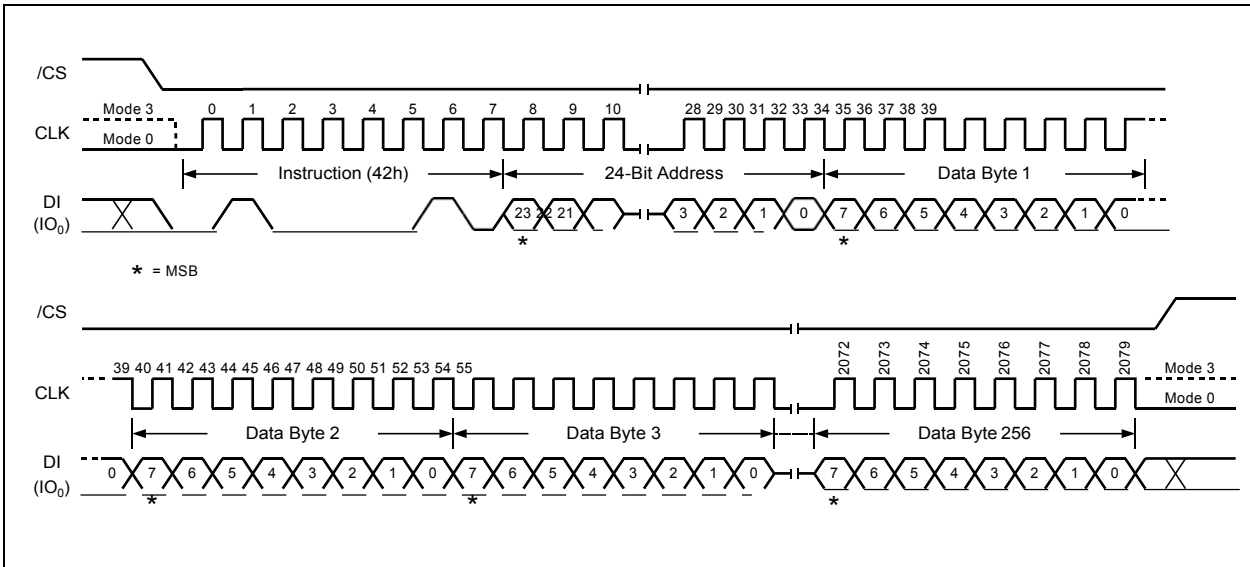 /CS
Mode 3
0 1 2 3 4 5 6 7 8 9 10 28 29 30 31 32 33 34 35 36 37 38 39
CLK
Mode 0
Instruction (42h) 24-Bit Address Data Byte 1
DI
(IO0)
23 22 21 3 2 1 0 7 6 5 4 3 2 1 0
* *
* = MSB
/CS
39 40 41 42 43 44 45 46 47 48 49 50 51 52 53 54 55 2072 2073 2074 2075 2076 2077 2078 2079
Mode 3
CLK
Mode 0
Data Byte 2 Data Byte 3 Data Byte 256
DI
(IO0)
0 7 6 5 4 3 2 1 0 7 6 5 4 3 2 1 0 7 6 5 4 3 2 1 0
* * *